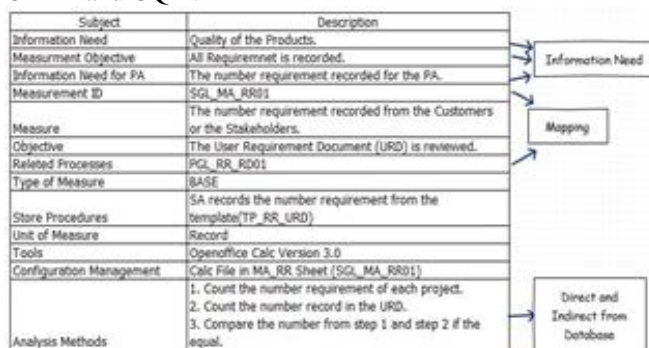 Subject Description
Information Need Quality of the Products.
Measurment Objective All Requiremnet is recorded.
Information Need for PA The number requirement recorded for the PA.
Measurement ID SGL_MA_RR01
The number requirement recorded from the Customers
Measure or the Stakeholders.
Objective The User Requirement Document (URD) is reviewed.
Releted Processes PGL_RR_RD01
Type of Measure BASE
SA records the number requirement from the
Store Procedures template(TP_RR_URD)
Unit of Measure Record
Tools Openoffice Calc Version 3.0
Configuration Management Calc File in MA_RR Sheet (SGL_MA_RR01)
1. Count the number requirement of each project.
2. Count the number record in the URD.
3. Compare the number from step 1 and step 2 if the
Analysis Methods equal.
Information Need
Mapping
Direct and
Indirect from
Database